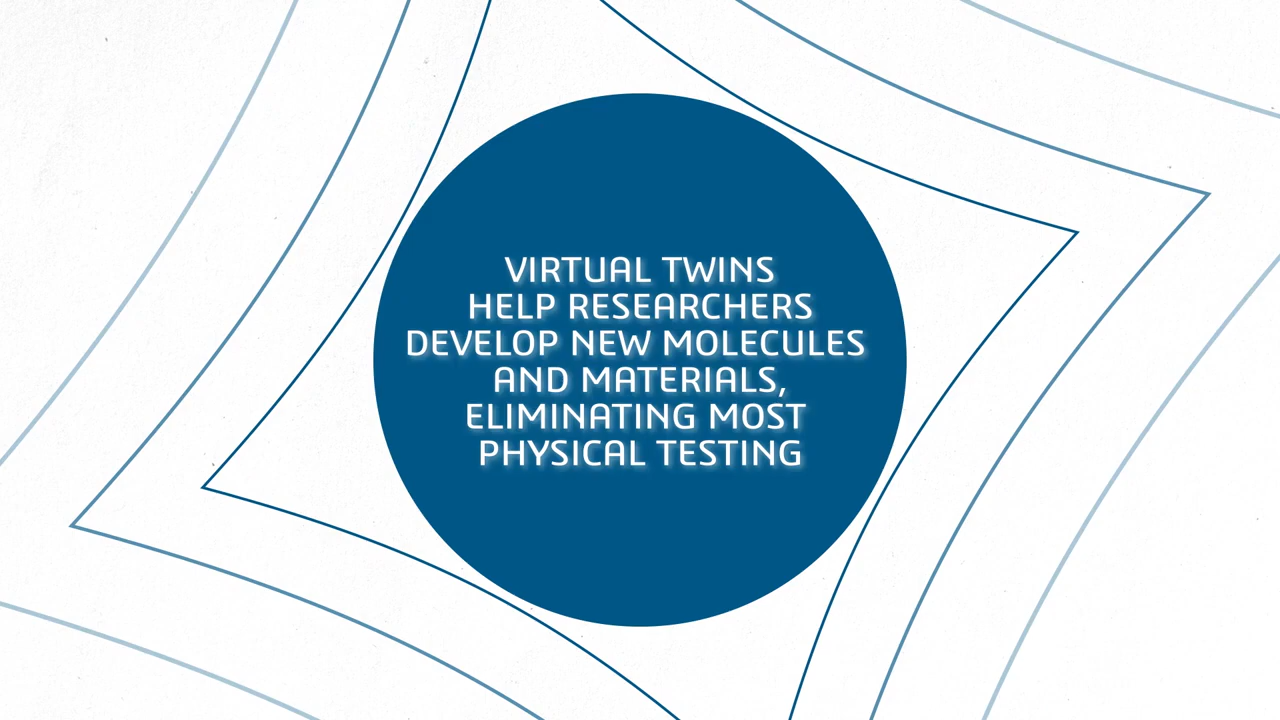 VIRTUAL TWINS
HELP RESEARCHERS
DEVELOP NEW MOLECULES
AND MATERIALS,
ELIMINATING MOST
PHYSICAL TESTING